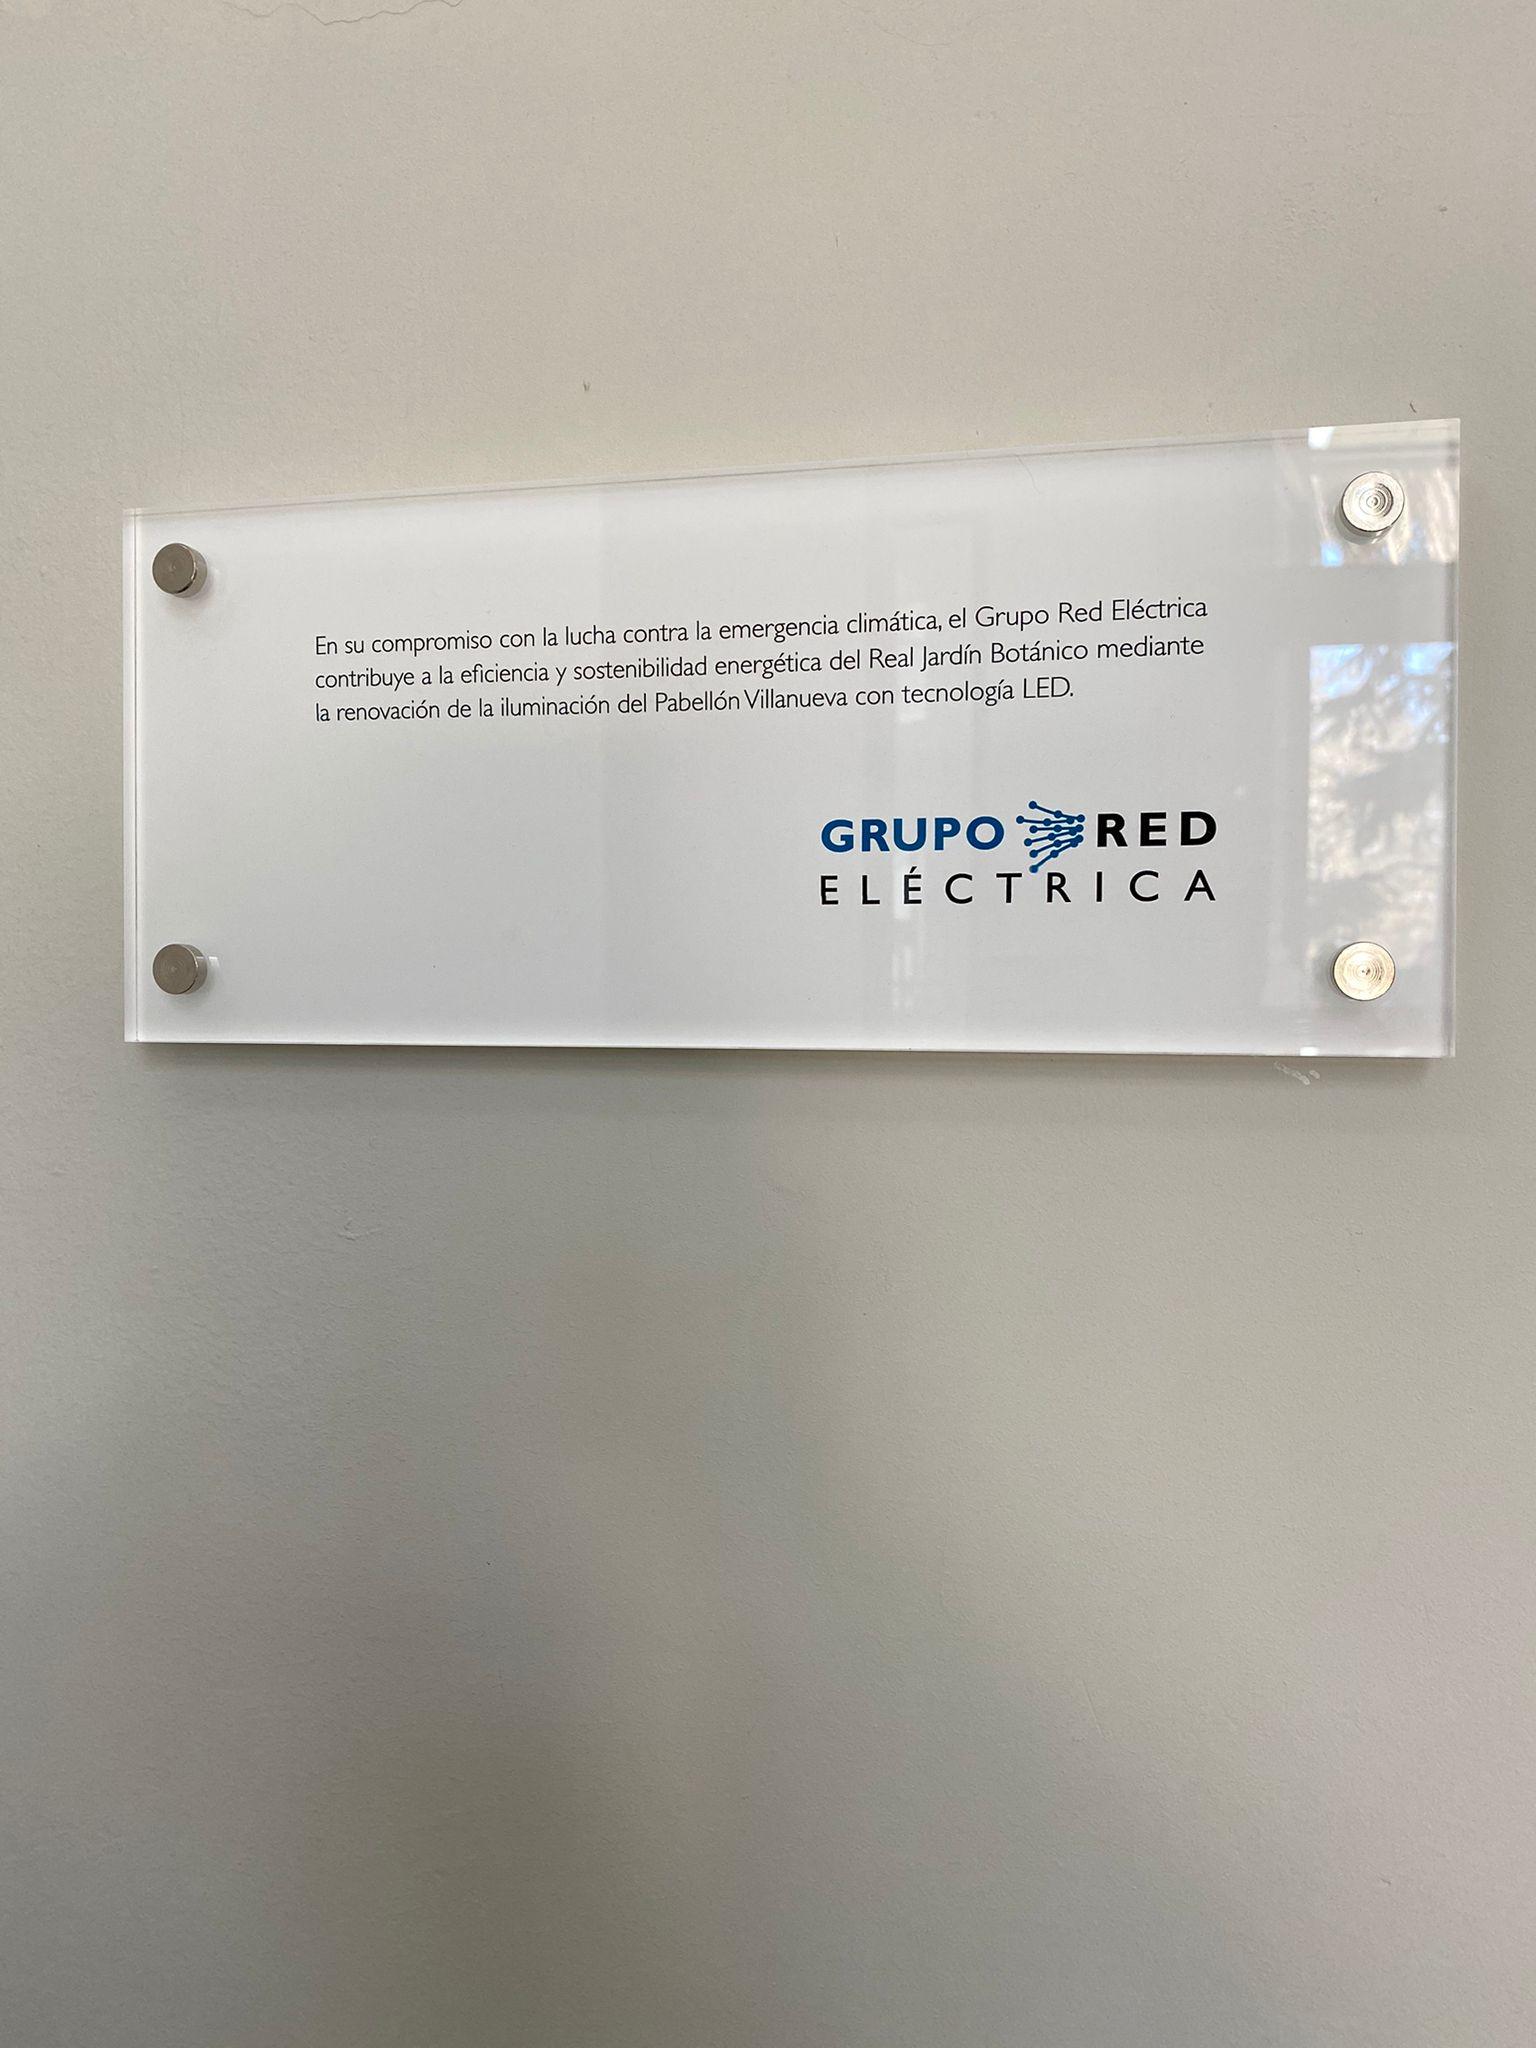 En su compromiso con la lucha contra la emergencia climática, el Grupo Red Eléctrica
contribuye a la eficiencia y sostenibilidad energética del Real Jardín Botánico mediante
la renovación de la iluminación del Pabellón Villanueva con tecnología LED.
GRUPO RED
ELÉCTRICA